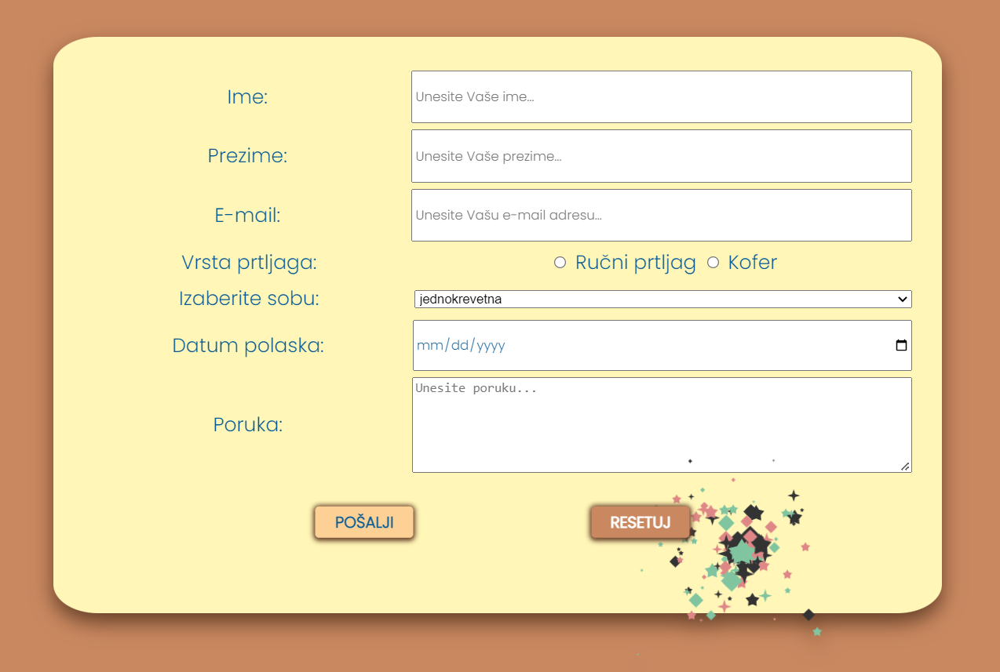 Ime:
Unesite Vaše ime...
Prezime:
Unesite Vaše prezime...
E-mail:
Unesite Vašu e-mail adresu...
Vrsta prtljaga:
Ručni prtljag Kofer
Izaberite sobu:
jednokrevetna
Datum polaska:
mm/dd/yyyy
Poruka:
Unesite poruku...
POŠALJI
RESETUJ